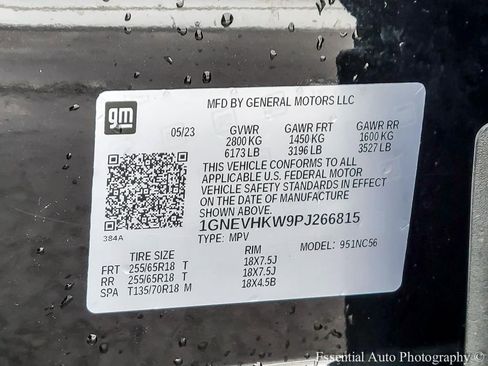 gm
MFD BY GENERAL MOTORS LLC
05/23 GVWR GAWR FRT GAWR RR
2800 KG 1450 KG 1600 KG
6173 LB 3196 LB 3527 LB
THIS VEHICLE CONFORMS TO ALL
APPLICABLE U.S. FEDERAL MOTOR
VEHICLE SAFETY STANDARDS IN EFFECT
ON THE DATE OF MANUFACTURE
SHOWN ABOVE.
1GNEVHKW9PJ266815
384A TYPE: MPV MODEL: 951NC56
TIRE SIZE RIM
FRT 255/65R18 T 18X7.5J
RR 255/65R18 T 18X7.5J
SPA T135/70R18 M 18X4.5B
Essential Auto Photography ©